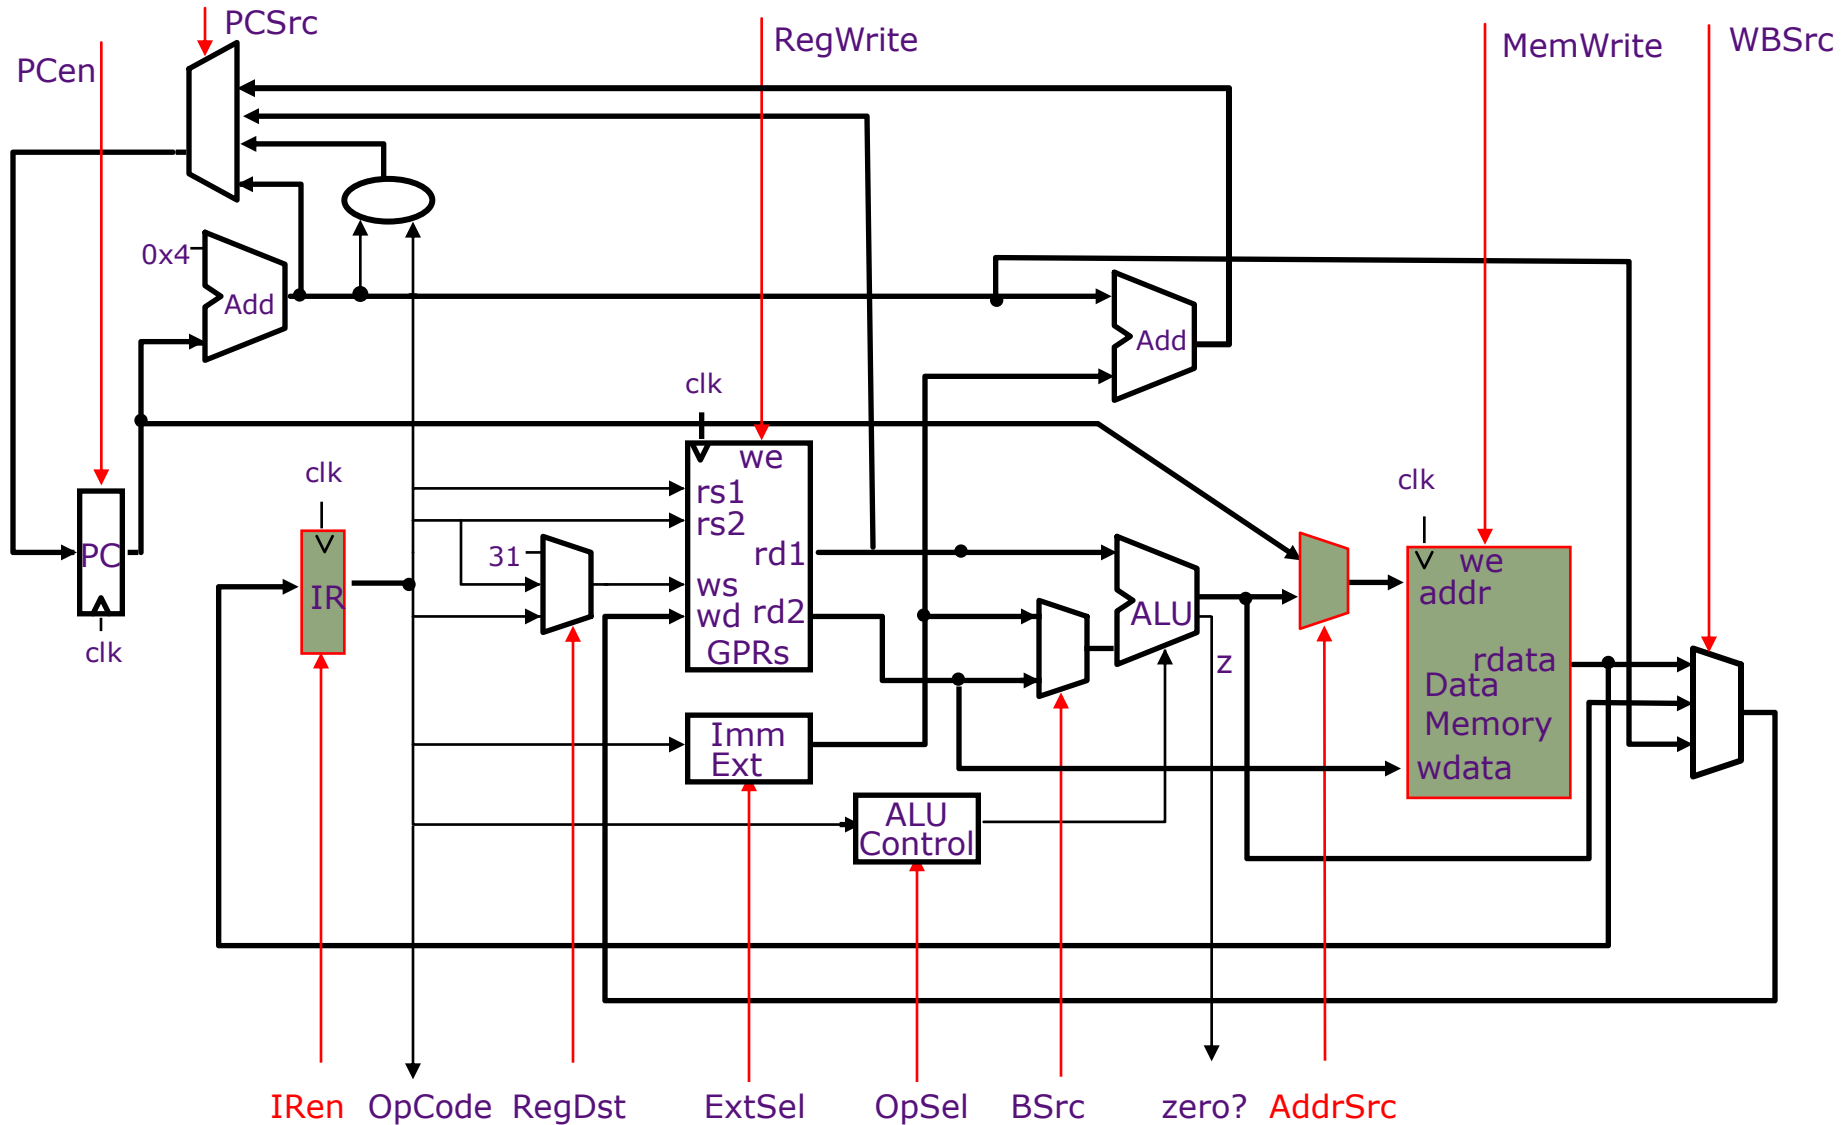 PCSrc
PCen
RegWrite
MemWrite
WBSrc
0x4
Add
Add
clk
clk
clk
we
rs1
rs2
rd1
ws
wd
rd2
GPRs
31
PC
clk
IR
ALU
z
we
addr
rdata
Data
Memory
wdata
Imm
Ext
ALU
Control
IRen
OpCode
RegDst
ExtSel
OpSel
BSrc
zero?
AddrSrc